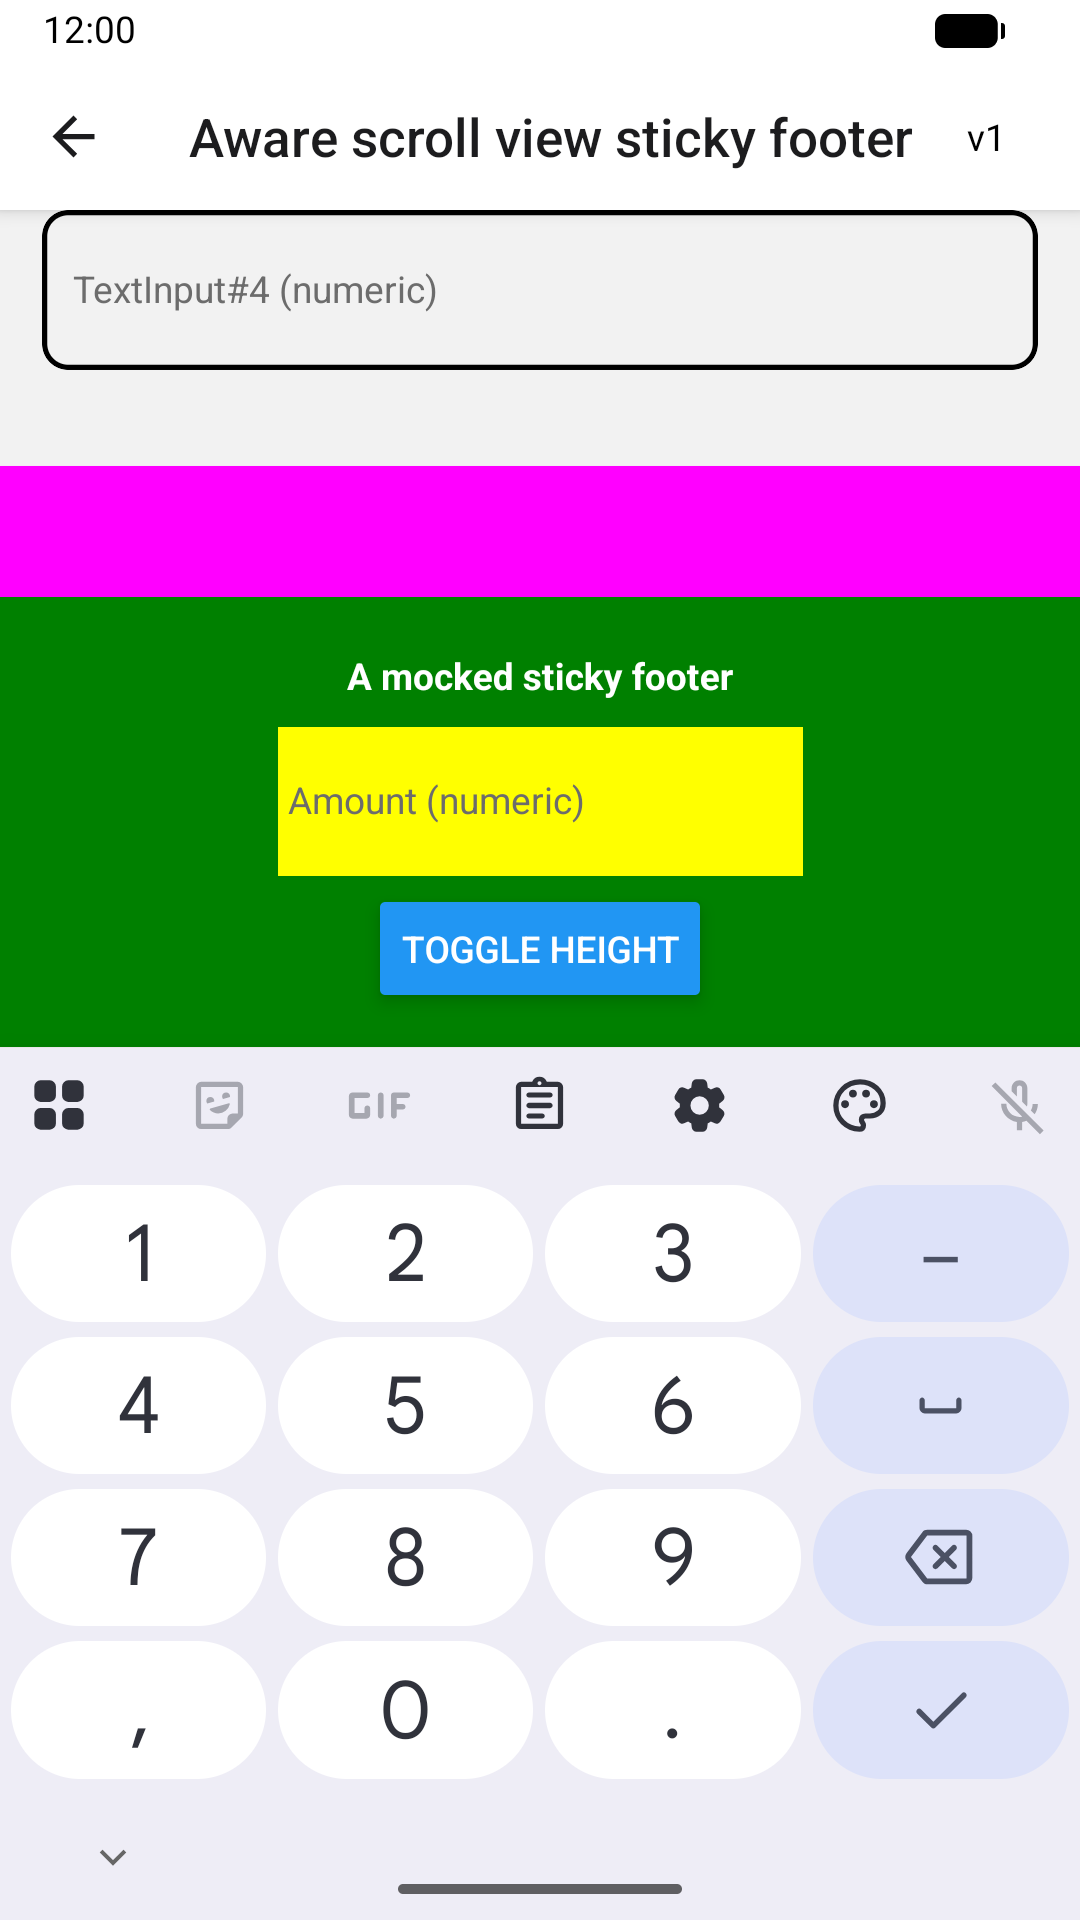 12:00
Aware scroll view sticky footer v1
TextInput#4 (numeric)
A mocked sticky footer
Amount (numeric)
TOGGLE HEIGHT
GIF
1 2 3 –
4 5 6
7 8 9
, 0 .